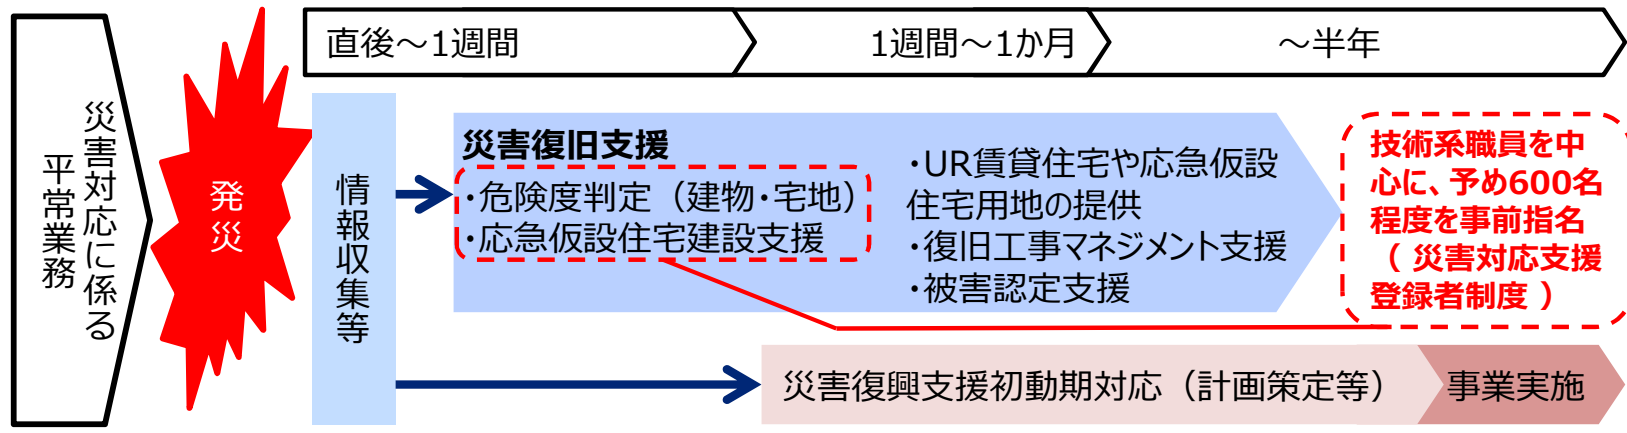 災害対応に係る
平常業務
発災
直後～1週間
1週間～1か月
～半年
情報収集等
災害復旧支援
・危険度判定（建物・宅地）
・応急仮設住宅建設支援
・UR賃貸住宅や応急仮設
住宅用地の提供
・復旧工事マネジメント支援
・被害認定支援
技術系職員を中
心に、予め600名
程度を事前指名
（ 災害対応支援
登録者制度 ）
災害復興支援初動期対応（計画策定等）
事業実施